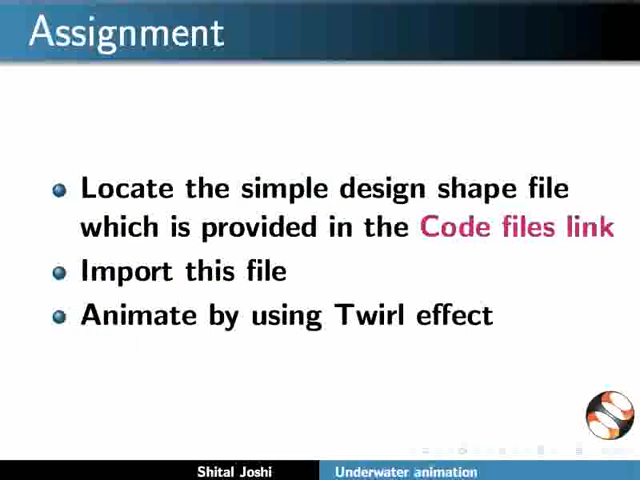 Assignment
Locate the simple design shape file
which is provided in the Code files link
Import this file
Animate by using Twirl effect
Shital Joshi
Underwater animation